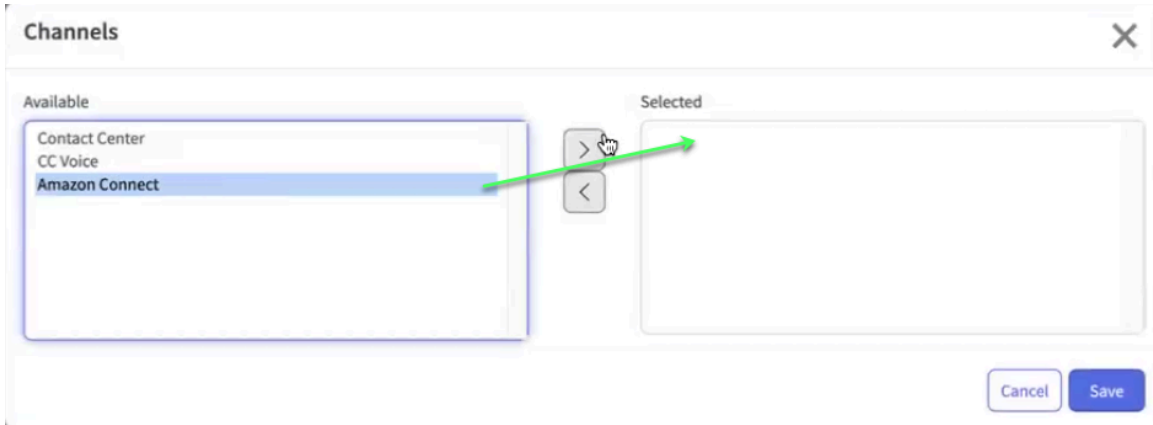 Channels
Available
Selected
Contact Center
CC Voice
Amazon Connect
>
<
Cancel
Save